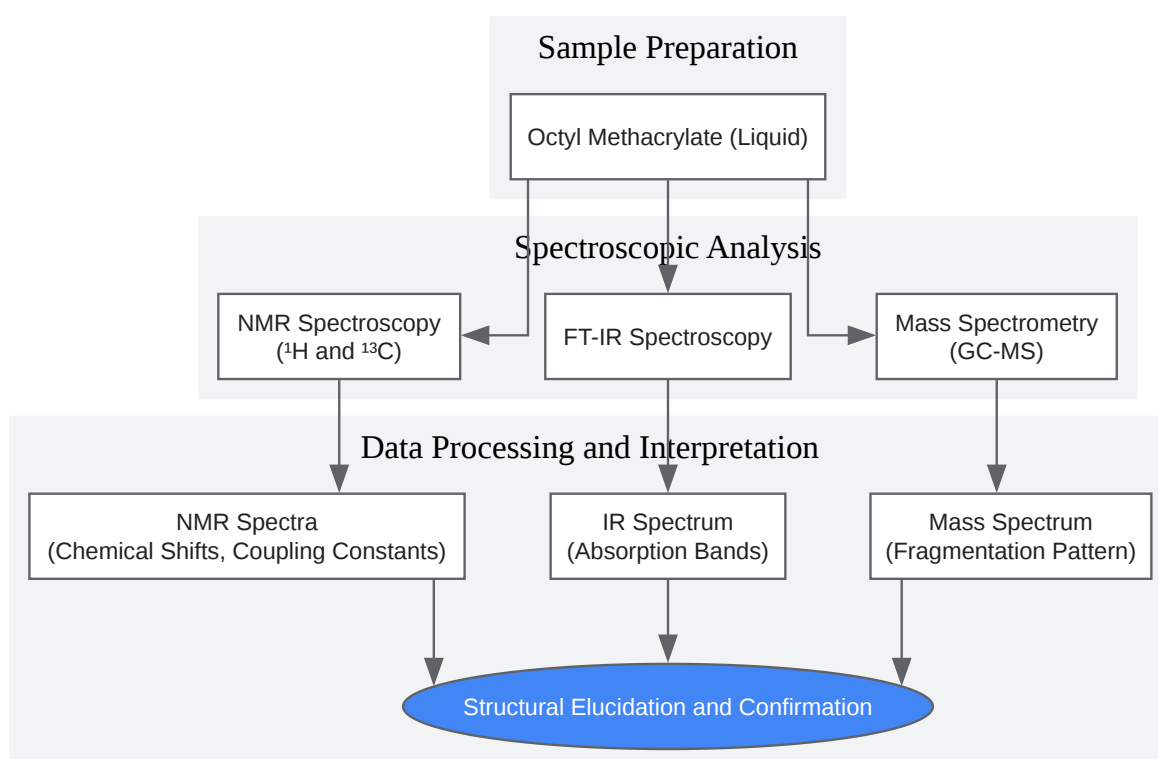 Sample Preparation
Octyl Methacrylate (Liquid)
Spectroscopic Analysis
NMR Spectroscopy
(¹H and ¹³C)
FT-IR Spectroscopy
Mass Spectrometry
(GC-MS)
Data Processing and Interpretation
NMR Spectra
(Chemical Shifts, Coupling Constants)
IR Spectrum
(Absorption Bands)
Mass Spectrum
(Fragmentation Pattern)
Structural Elucidation and Confirmation